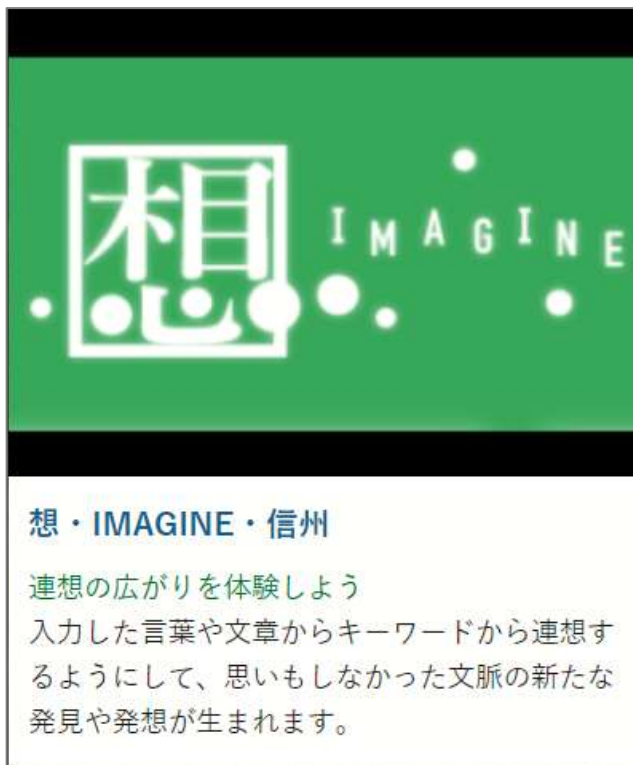 想 IMAGINE
想・IMAGINE・信州
連想の広がりを体験しよう
入力した言葉や文章からキーワードから連想す
るようにして、思いもしなかった文脈の新たな
発見や発想が生まれます。